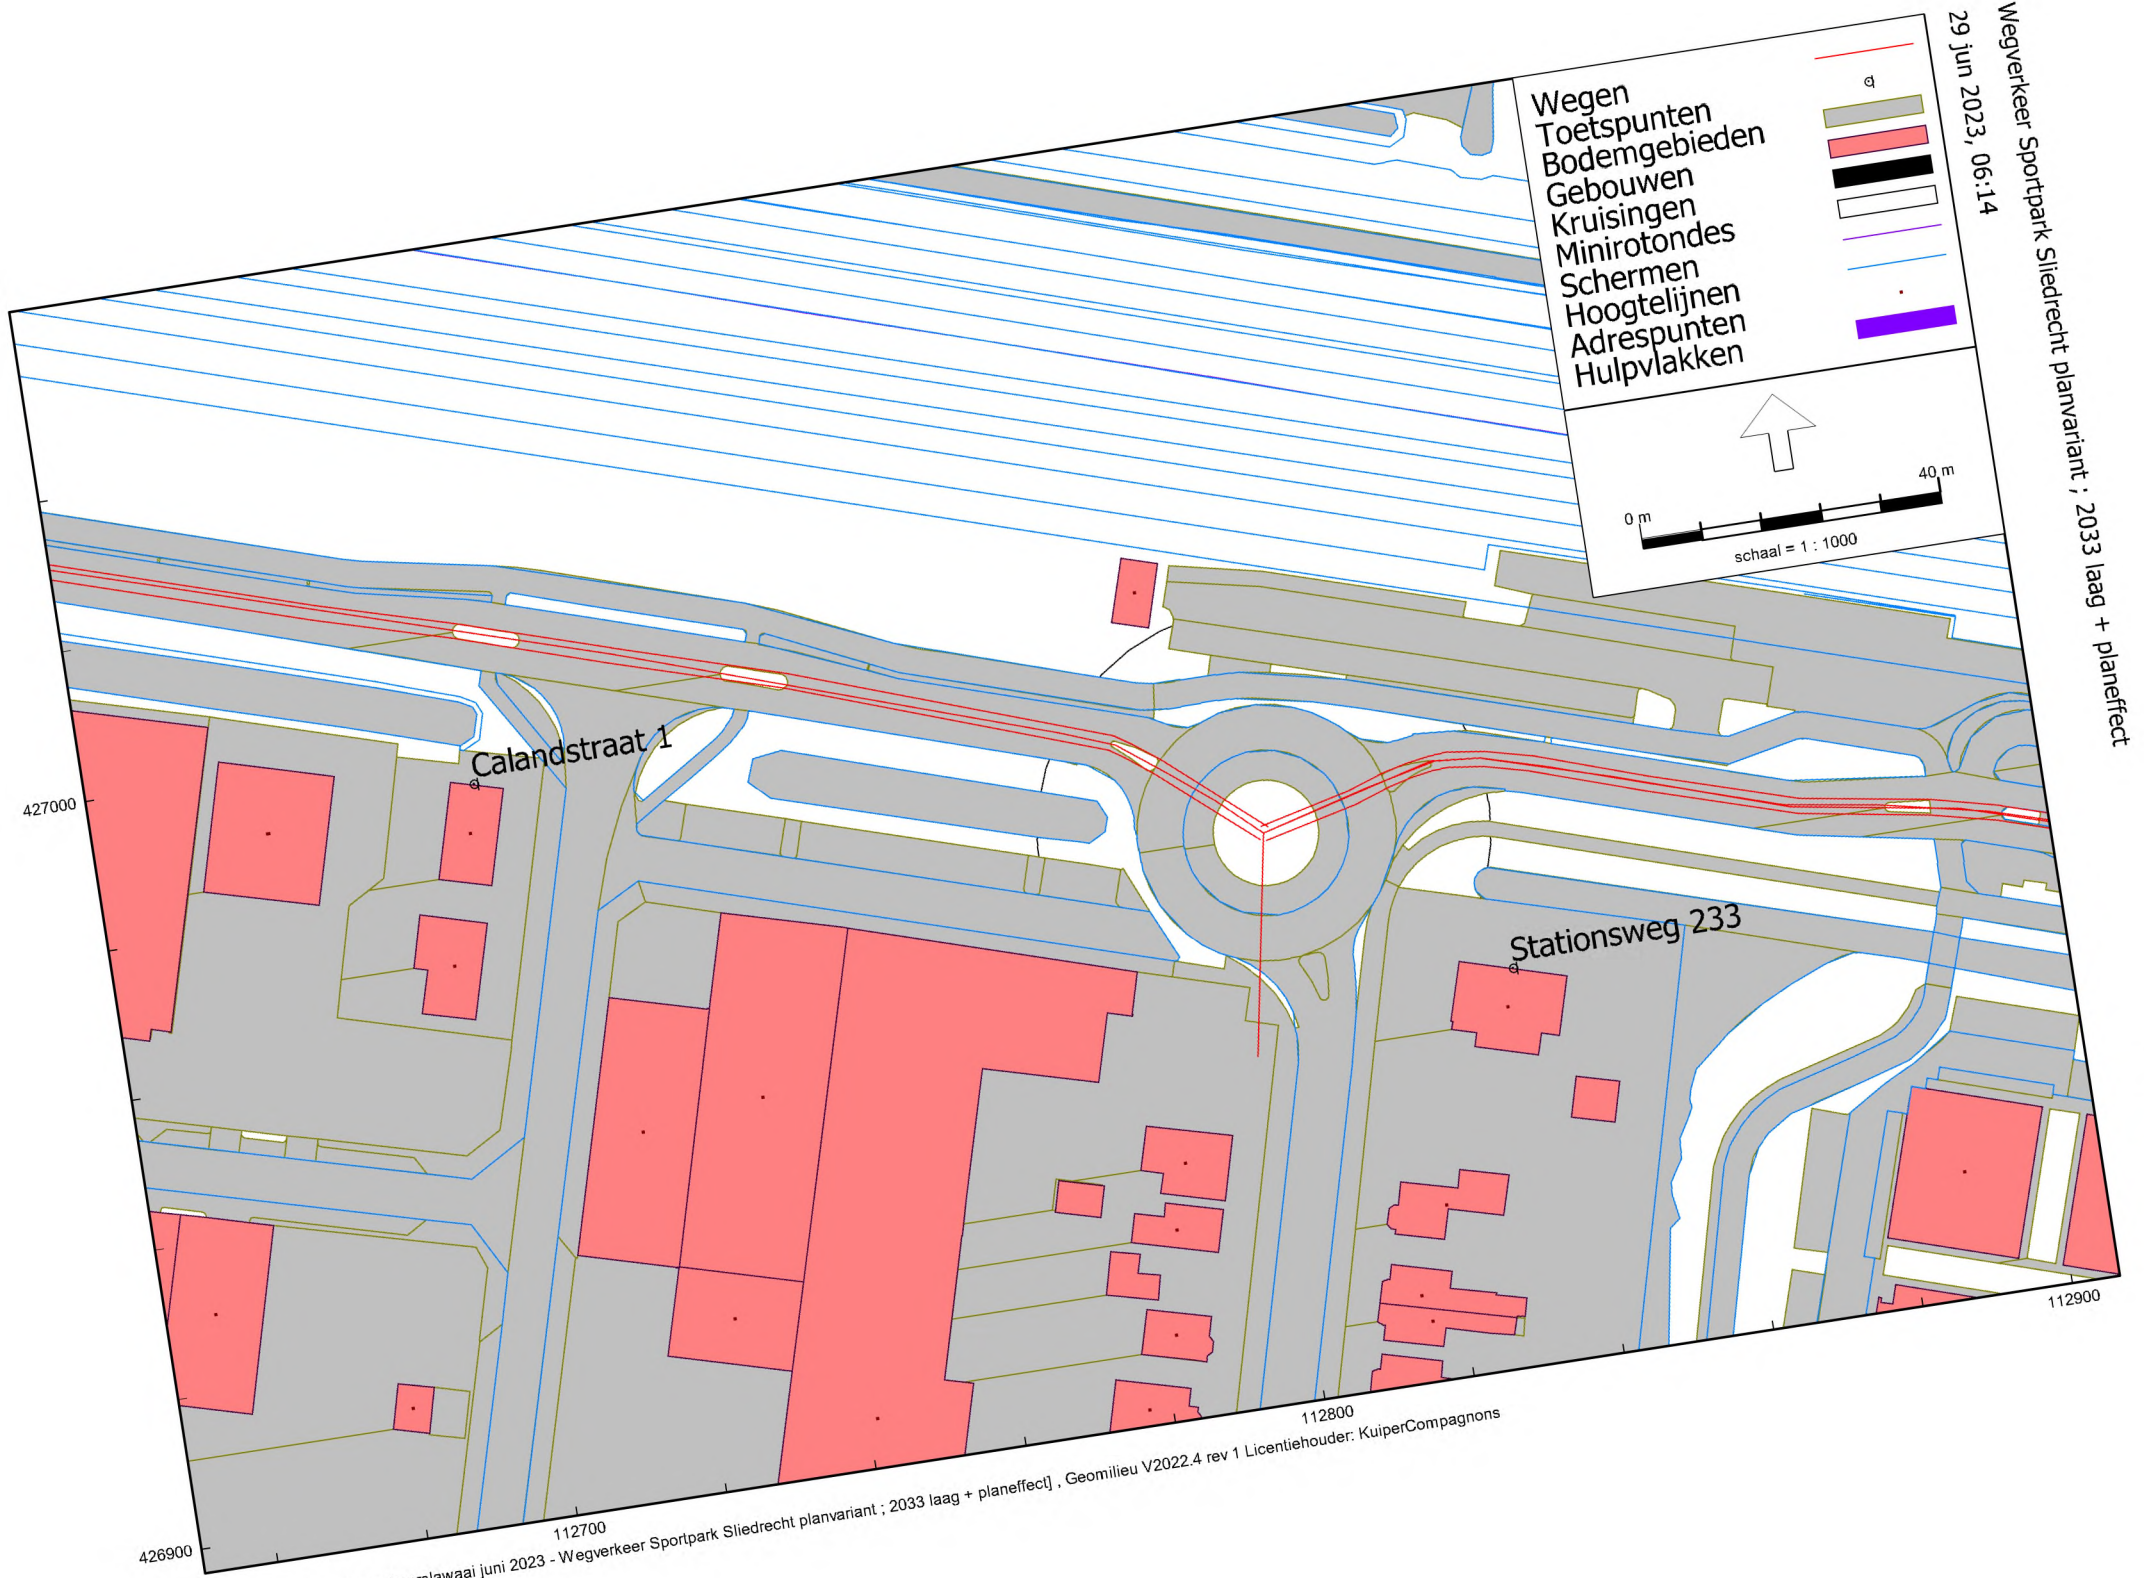 Wegverkeer Sportpark Sliedrecht planvariant ; 2033 laag + planeffect
29 jun 2023, 06:14
Wegen
Toetspunten
Bodemgebieden
Gebouwen
Kruisingen
Minirotondes
Schermen
Hoogtelijnen
Adrespunten
Hulpvlakken
0 m
40 m
schaal = 1 : 1000
Calandstraat 1
Stationsweg 233
427000
426900
112700
112800
112900
juni 2023 - Wegverkeer Sportpark Sliedrecht planvariant ; 2033 laag + planeffect] , Geomilieu V2022.4 rev 1 Licentiehouder: KuiperCompagnons